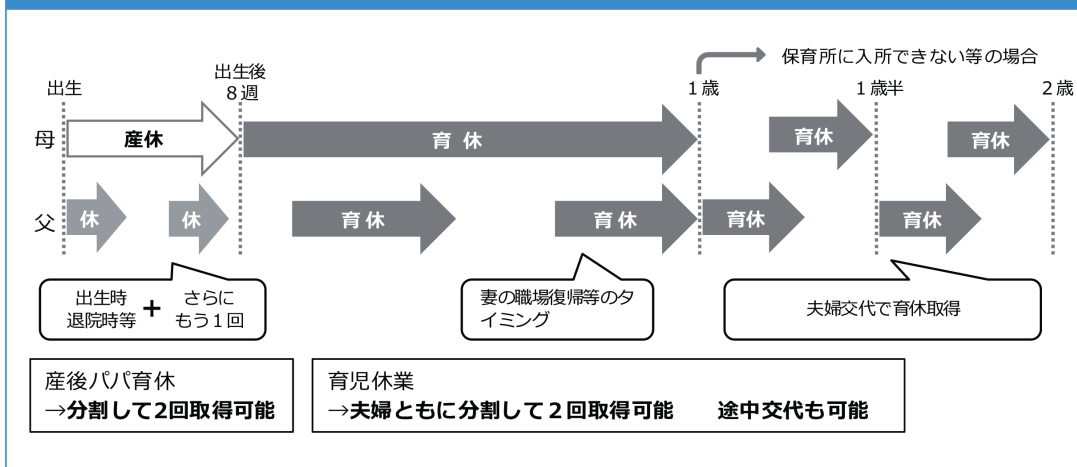 保育所に入所できない等の場合
出生
出生後
８週
１歳
１歳半
２歳
母
産休
育 休
育休
育休
父
休
休
育 休
育 休
育休
育休
出生時
退院時等
＋
さらに
もう１回
妻の職場復帰等のタ
イミング
夫婦交代で育休取得
産後パパ育休
→分割して2回取得可能
育児休業
→夫婦ともに分割して２回取得可能　　途中交代も可能